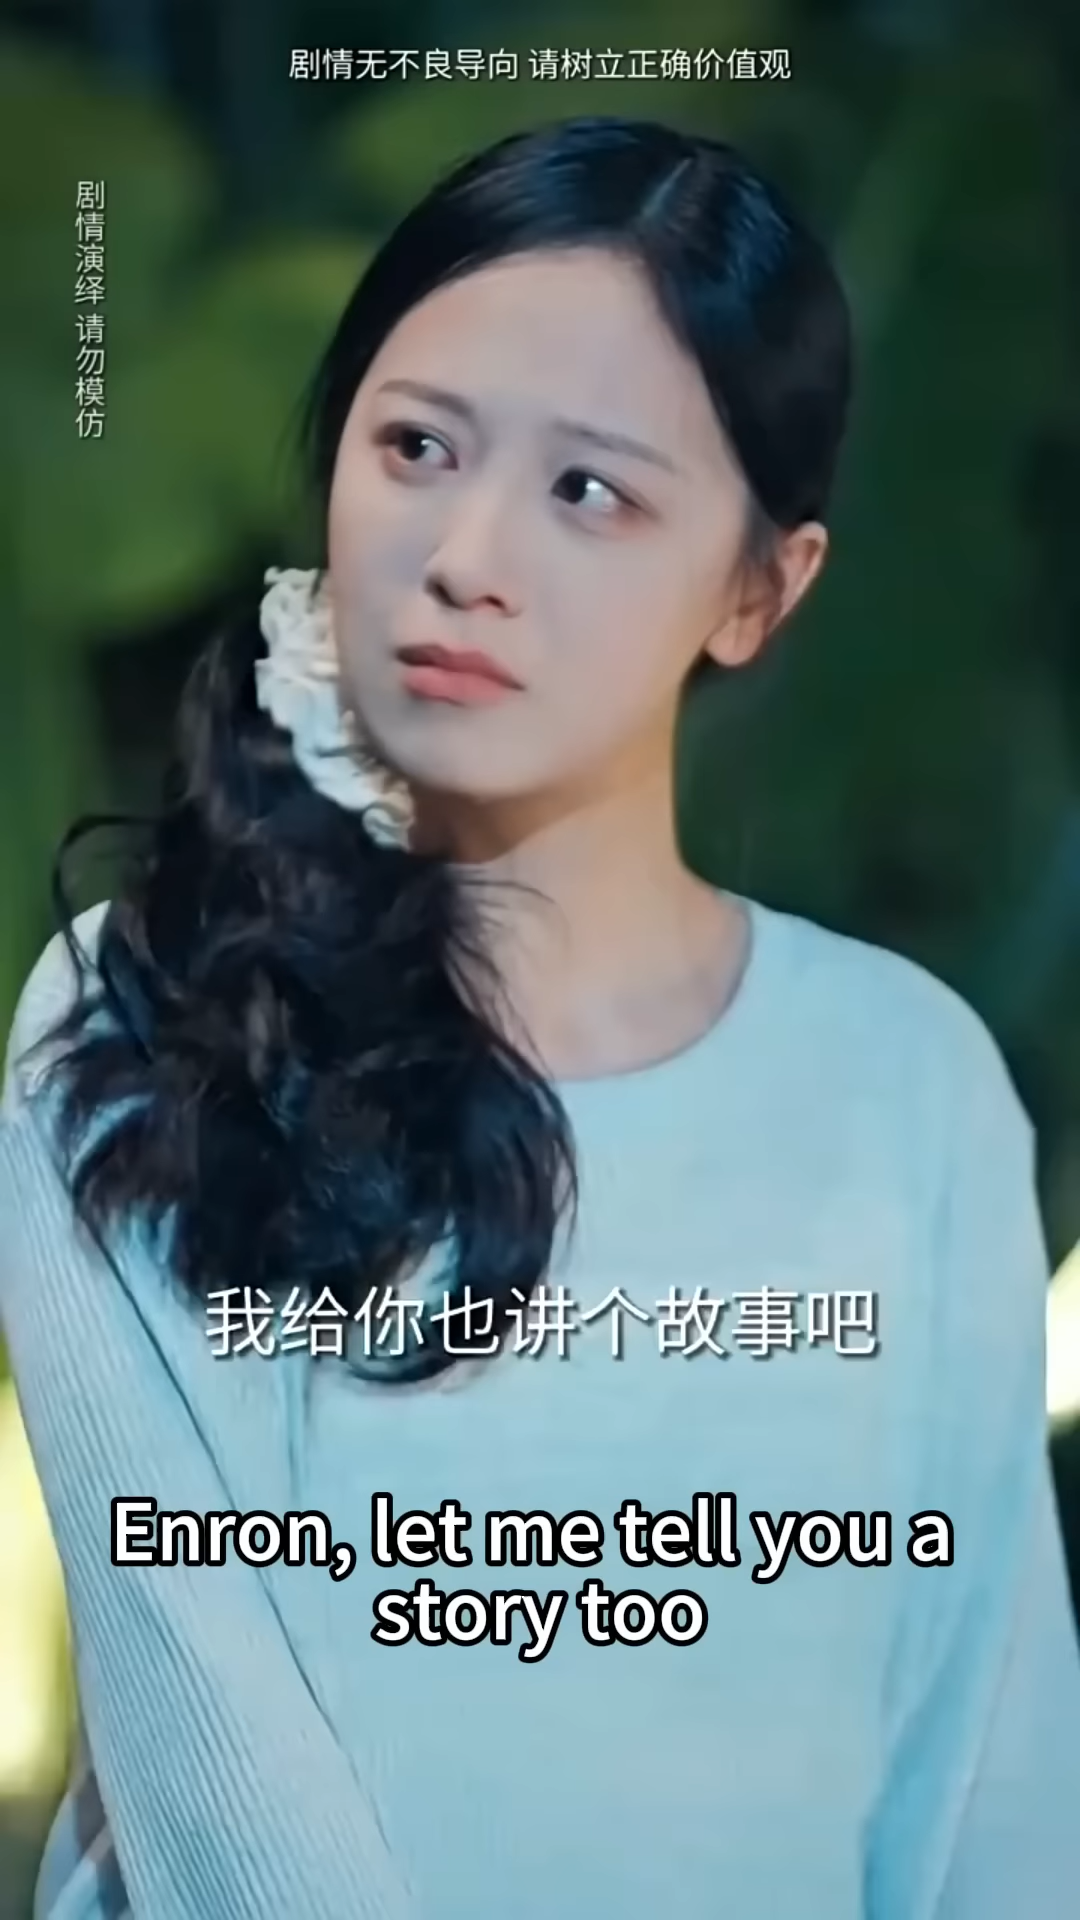 剧情无不良导向 请树立正确价值观
剧情演绎 请勿模仿
我给你也讲个故事吧
Enron, let me tell you a
story too